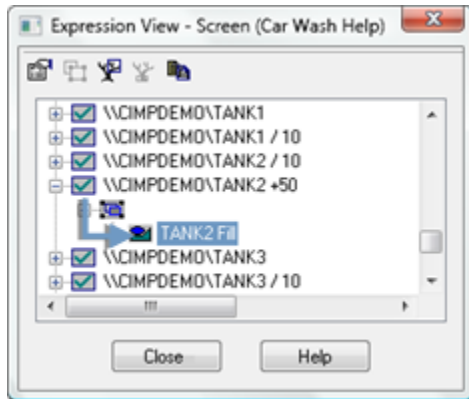 Expression View - Screen (Car Wash Help)
\\CIMPDEMO\TANK1
\\CIMPDEMO\TANK1 / 10
\\CIMPDEMO\TANK2 / 10
\\CIMPDEMO\TANK2 +50
TANK2 Fill
\\CIMPDEMO\TANK3
\\CIMPDEMO\TANK3 / 10
Close Help